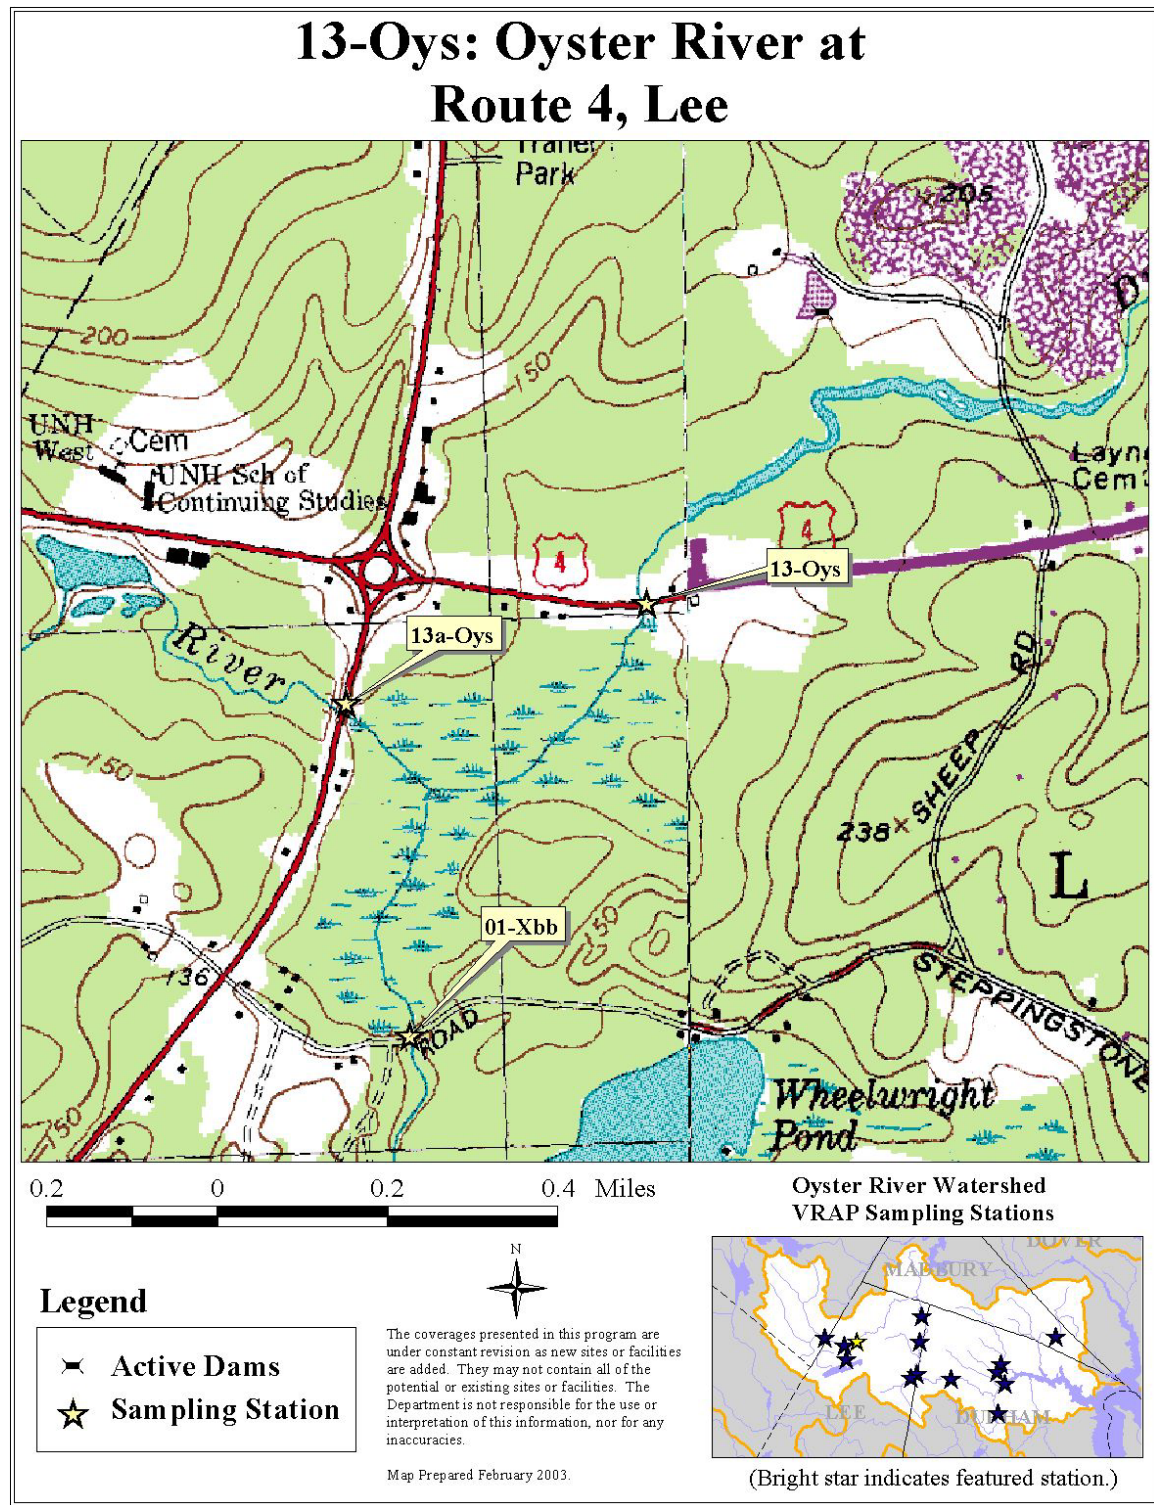 13-Oys: Oyster River at
Route 4, Lee
Trailer
Park
205
D
200
150
UNH
West
Cem
UNH Sch of
Continuing Studies
Layne
Cem
4
4
13-Oys
13a-Oys
River
RD
SHEEP
150
238
L
01-Xbb
150
136
ROAD
STEPPINGSTONE
150
Wheelwright
Pond
0.2 0 0.2 0.4 Miles
Oyster River Watershed
VRAP Sampling Stations
N
DOVER
MADBURY
LEE
DURHAM
Legend
Active Dams
Sampling Station
The coverages presented in this program are
under constant revision as new sites or facilities
are added. They may not contain all of the
potential or existing sites or facilities. The
Department is not responsible for the use or
interpretation of this information, nor for any
inaccuracies.
Map Prepared February 2003.
(Bright star indicates featured station.)